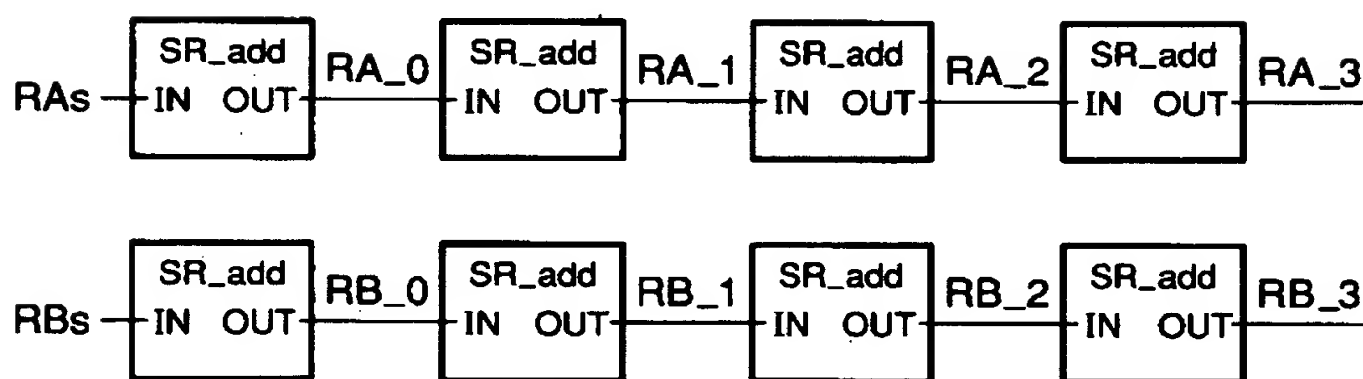 SR_add SR_add SR_add SR_add
RAs IN OUT RA_0 IN OUT RA_1 IN OUT RA_2 IN OUT RA_3
SR_add SR_add SR_add SR_add
RBs IN OUT RB_0 IN OUT RB_1 IN OUT RB_2 IN OUT RB_3